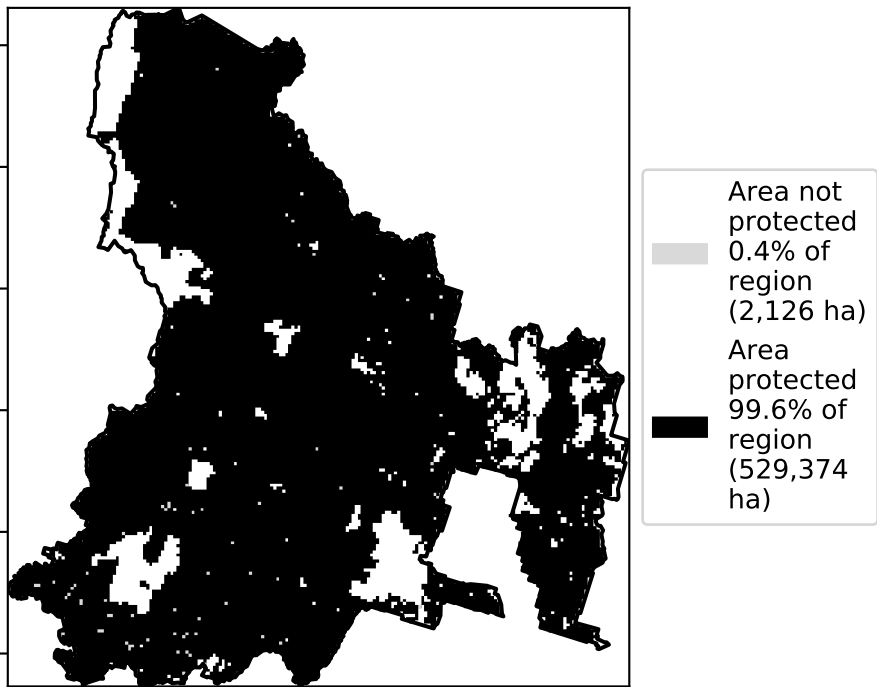 Area not
protected
0.4% of
region
(2,126 ha)
Area
protected
99.6% of
region
(529,374
ha)